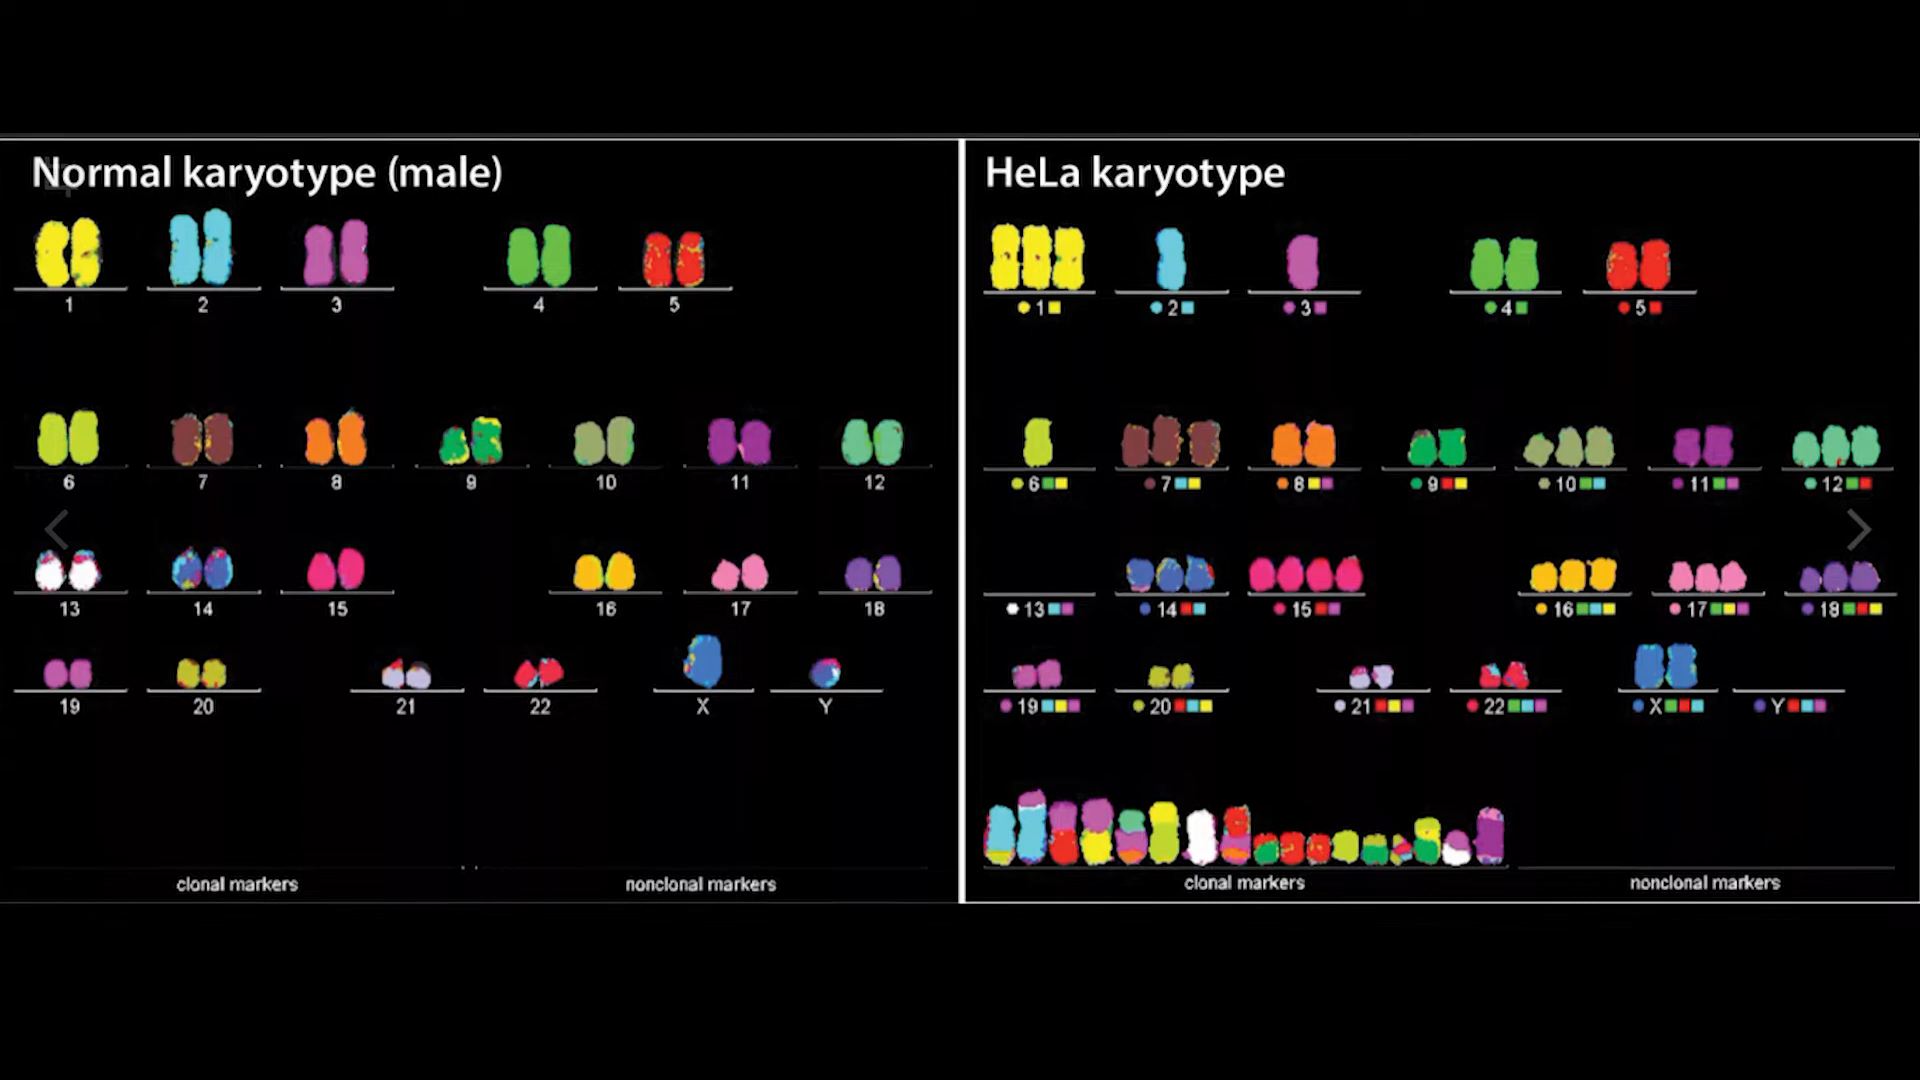 Normal karyotype (male)
1 2 3 4 5
6 7 8 9 10 11 12
13 14 15 16 17 18
19 20 21 22 X Y
clonal markers nonclonal markers
HeLa karyotype
1 2 3 4 5
6 7 8 9 10 11 12
13 14 15 16 17 18
19 20 21 22 X Y
clonal markers nonclonal markers